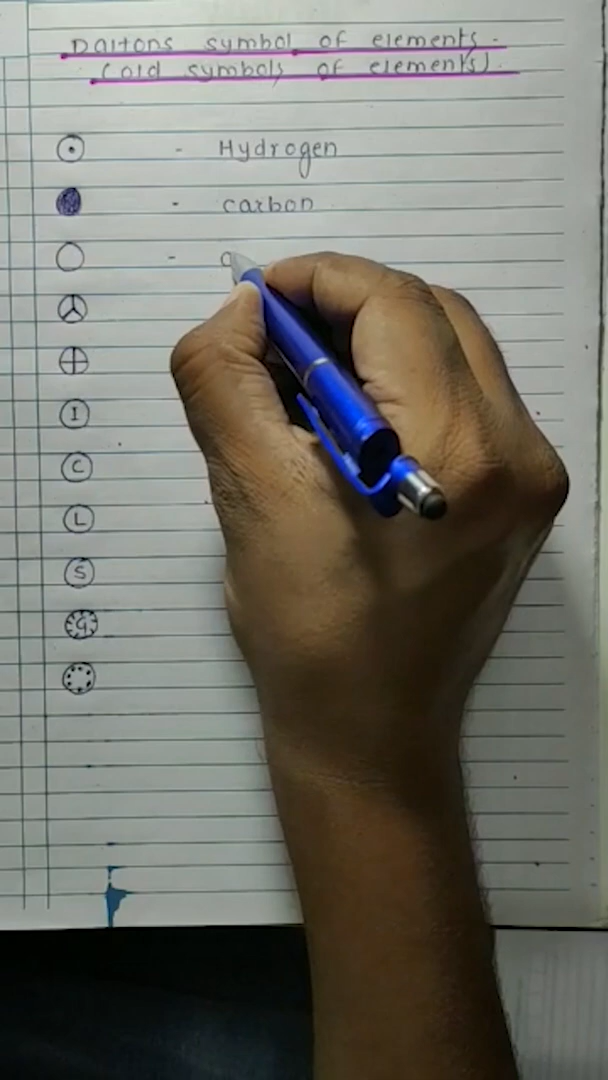 Daltons symbol of elements.
(old symbols of elements)
- Hydrogen
- carbon
-
I
C
L
S
G